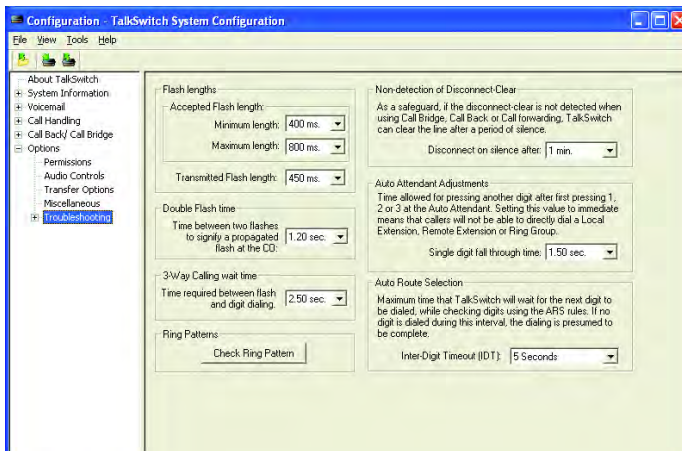 Configuration - TalkSwitch System Configuration
File View Tools Help
About TalkSwitch
System Information
Voicemail
Call Handling
Call Back/ Call Bridge
Options
Permissions
Audio Controls
Transfer Options
Miscellaneous
Troubleshooting
Flash lengths
Accepted Flash length:
Minimum length: 400 ms.
Maximum length: 800 ms.
Transmitted Flash length: 450 ms.
Double Flash time
Time between two flashes
to signify a propagated
flash at the CO:
1.20 sec.
3-Way Calling wait time
Time required between flash
and digit dialing.
2.50 sec.
Ring Patterns
Check Ring Pattern
Non-detection of Disconnect-Clear
As a safeguard, if the disconnect-clear is not detected when
using Call Bridge, Call Back or Call forwarding, TalkSwitch
can clear the line after a period of silence.
Disconnect on silence after: 1 min.
Auto Attendant Adjustments
Time allowed for pressing another digit after first pressing 1,
2 or 3 at the Auto Attendant. Setting this value to immediate
means that callers will not be able to directly dial a Local
Extension, Remote Extension or Ring Group.
Single digit fall through time: 1.50 sec.
Auto Route Selection
Maximum time that TalkSwitch will wait for the next digit to
be dialed, while checking digits using the ARS rules. If no
digit is dialed during this interval, the dialing is presumed to
be complete.
Inter-Digit Timeout (IDT): 5 Seconds